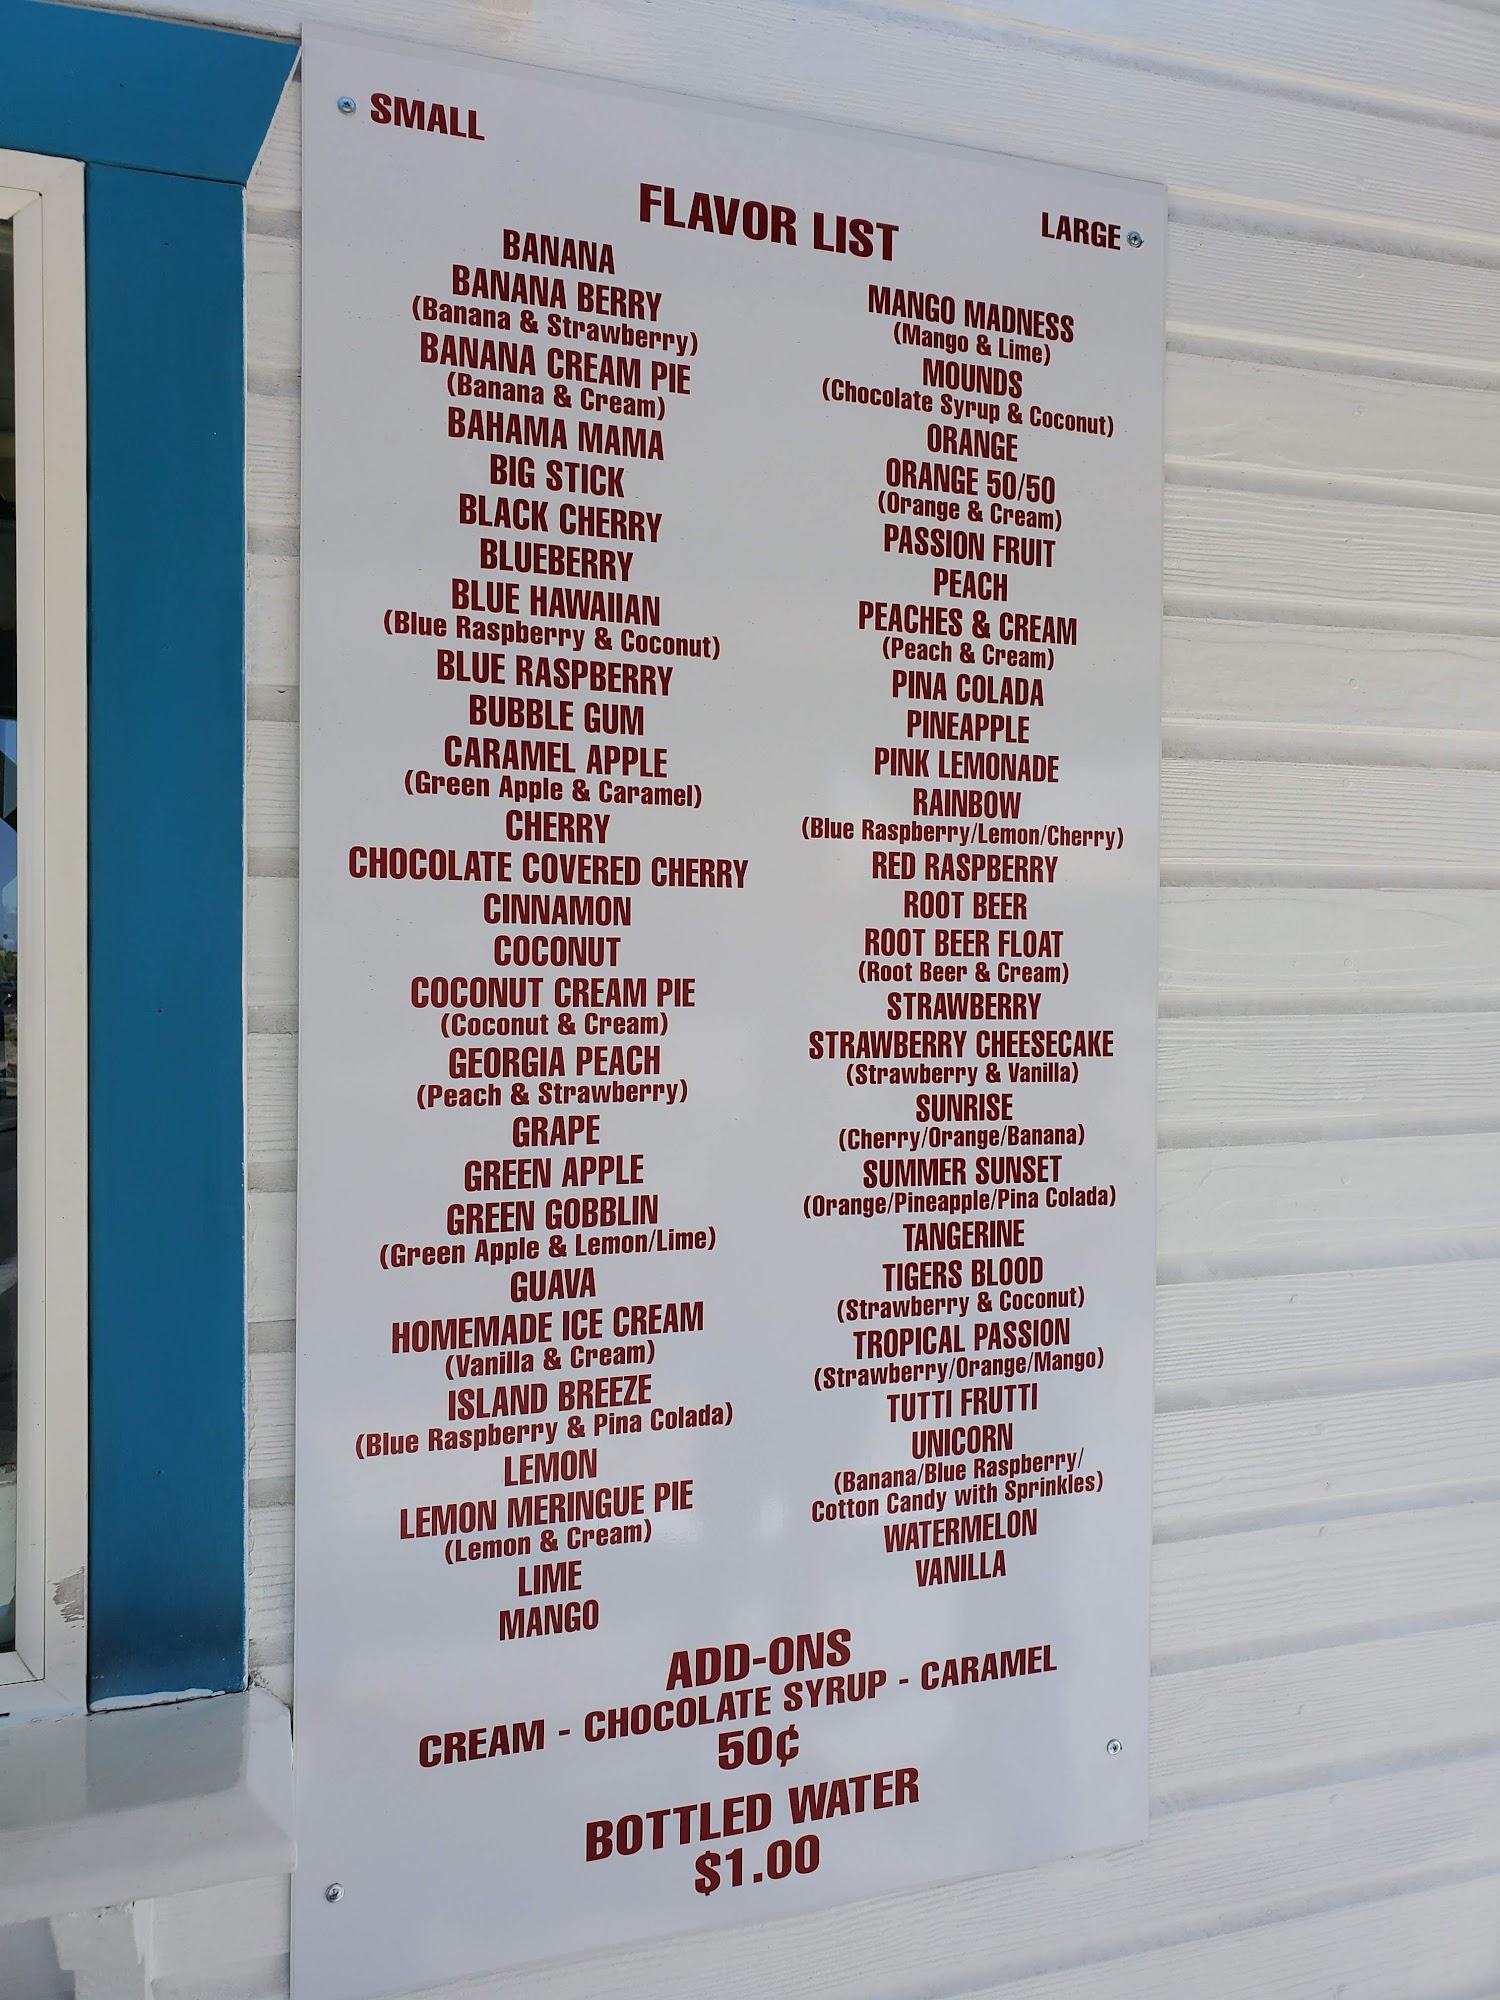 SMALL
FLAVOR LIST
LARGE
BANANA
BANANA BERRY
(Banana & Strawberry)
BANANA CREAM PIE
(Banana & Cream)
BAHAMA MAMA
BIG STICK
BLACK CHERRY
BLUEBERRY
BLUE HAWAIIAN
(Blue Raspberry & Coconut)
BLUE RASPBERRY
BUBBLE GUM
CARAMEL APPLE
(Green Apple & Caramel)
CHERRY
CHOCOLATE COVERED CHERRY
CINNAMON
COCONUT
COCONUT CREAM PIE
(Coconut & Cream)
GEORGIA PEACH
(Peach & Strawberry)
GRAPE
GREEN APPLE
GREEN GOBBLIN
(Green Apple & Lemon/Lime)
GUAVA
HOMEMADE ICE CREAM
(Vanilla & Cream)
ISLAND BREEZE
(Blue Raspberry & Pina Colada)
LEMON
LEMON MERINGUE PIE
(Lemon & Cream)
LIME
MANGO
MANGO MADNESS
(Mango & Lime)
MOUNDS
(Chocolate Syrup & Coconut)
ORANGE
ORANGE 50/50
(Orange & Cream)
PASSION FRUIT
PEACH
PEACHES & CREAM
(Peach & Cream)
PINA COLADA
PINEAPPLE
PINK LEMONADE
RAINBOW
(Blue Raspberry/Lemon/Cherry)
RED RASPBERRY
ROOT BEER
ROOT BEER FLOAT
(Root Beer & Cream)
STRAWBERRY
STRAWBERRY CHEESECAKE
(Strawberry & Vanilla)
SUNRISE
(Cherry/Orange/Banana)
SUMMER SUNSET
(Orange/Pineapple/Pina Colada)
TANGERINE
TIGERS BLOOD
(Strawberry & Coconut)
TROPICAL PASSION
(Strawberry/Orange/Mango)
TUTTI FRUTTI
UNICORN
(Banana/Blue Raspberry/
Cotton Candy with Sprinkles)
WATERMELON
VANILLA
ADD-ONS
CREAM - CHOCOLATE SYRUP - CARAMEL
50¢
BOTTLED WATER
$1.00